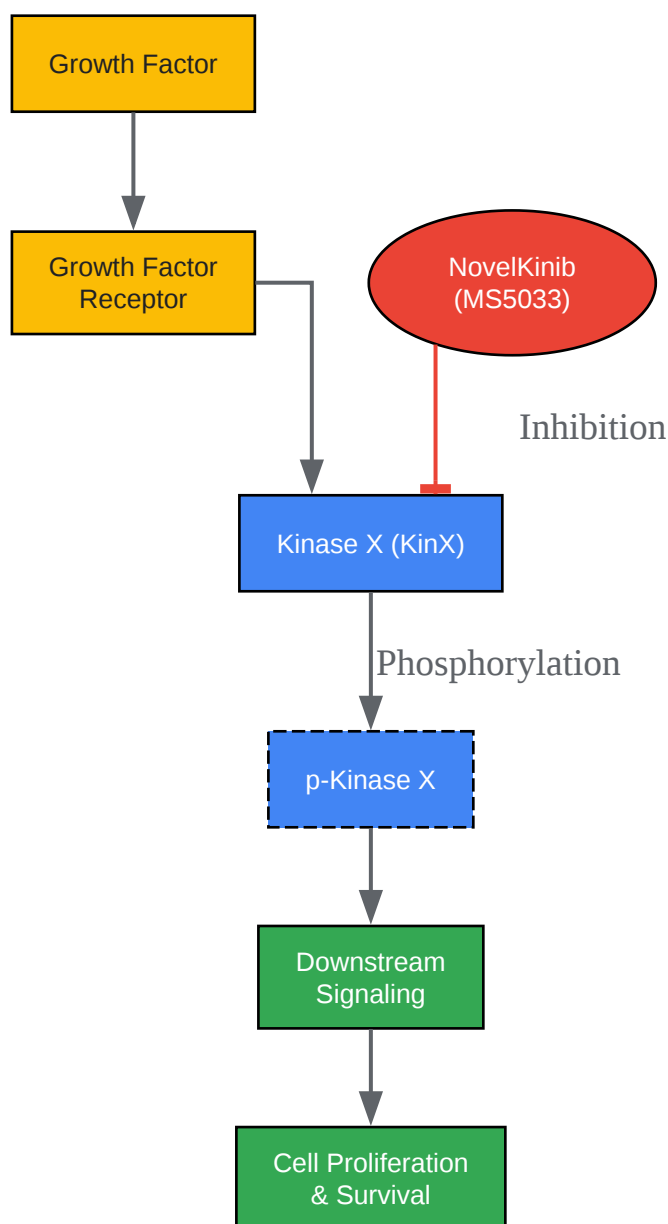 Growth Factor
Growth Factor
Receptor
NovelKinib
(MS5033)
Inhibition
Kinase X (KinX)
Phosphorylation
p-Kinase X
Downstream
Signaling
Cell Proliferation
& Survival